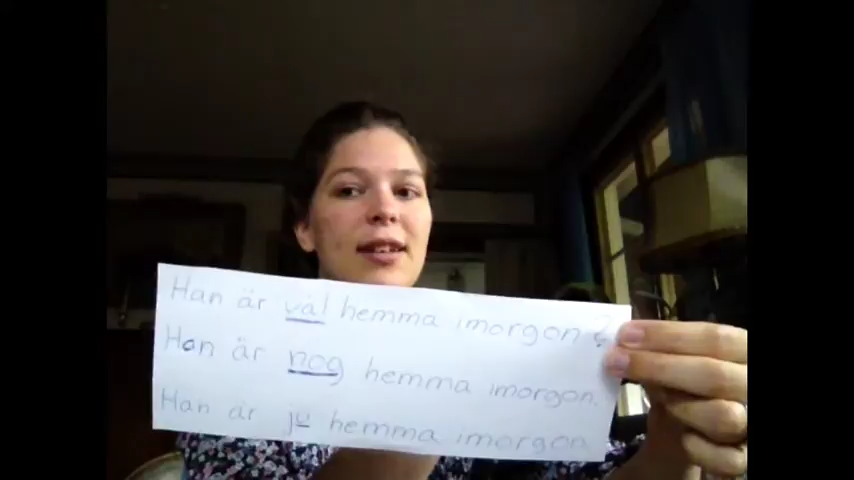 Han är väl hemma imorgon?
Han är nog hemma imorgon.
Han är ju hemma imorgon.